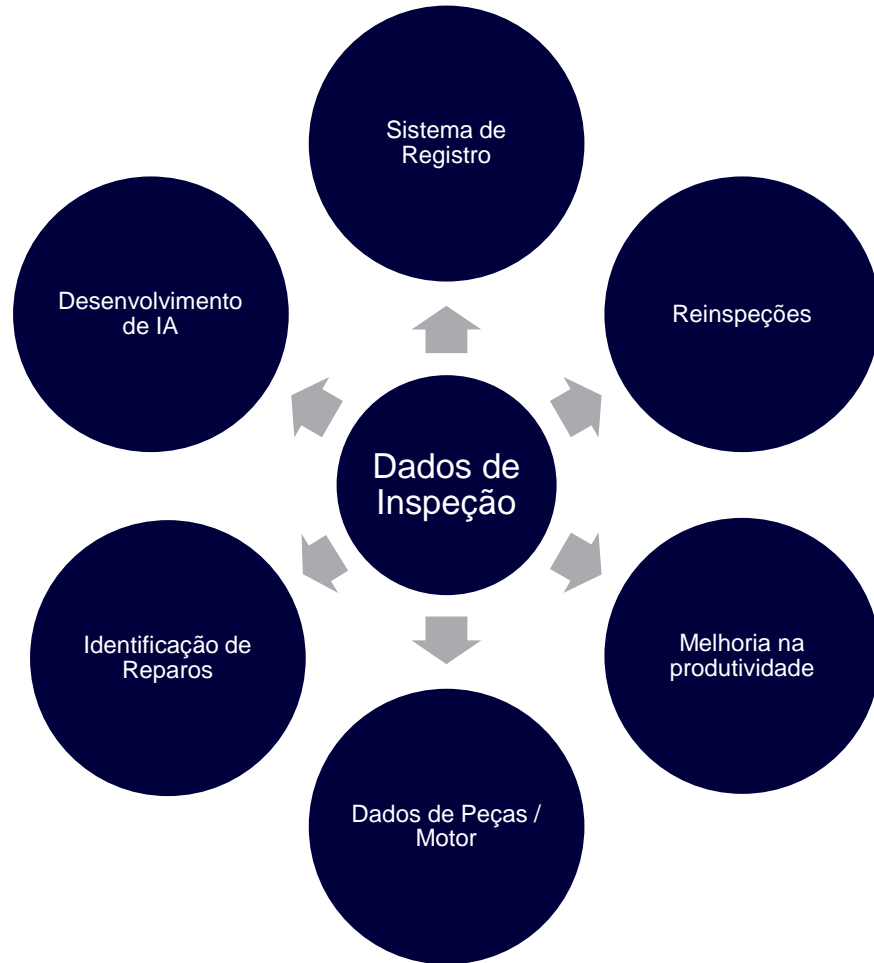 Sistema de
Registro
Desenvolvimento
de IA
Reinspeções
Dados de
Inspeção
Identificação de
Reparos
Melhoria na
produtividade
Dados de Peças /
Motor